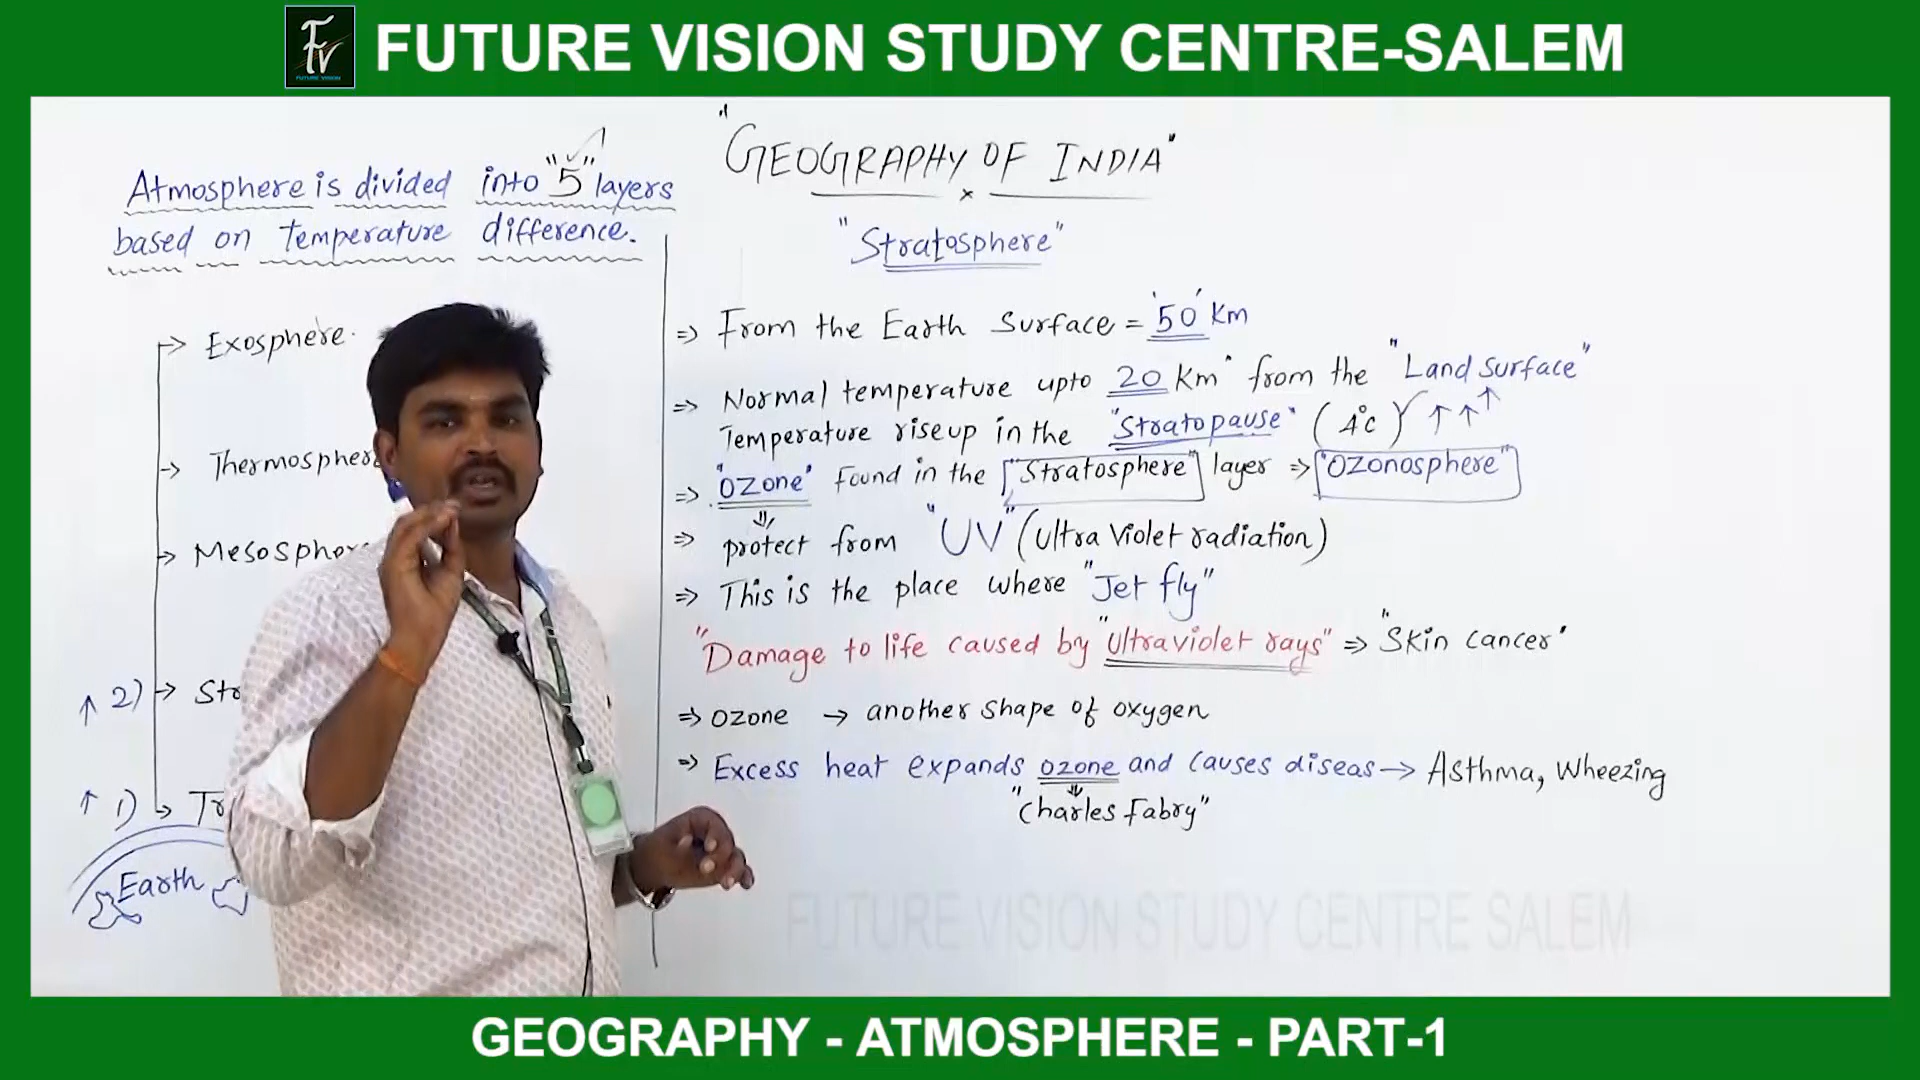 FV
FUTURE VISION
FUTURE VISION STUDY CENTRE-SALEM
Atmosphere is divided into "5" layers
based on temperature difference.
Exosphere.
Thermosphere
Mesosphere
2) Str
1) Tr
Earth
"GEOGRAPHY OF INDIA"
"Stratosphere"
⇒ From the Earth Surface = '50' Km
⇒ Normal temperature upto 20 Km from the "Land surface"
Temperature riseup in the "Stratopause" (4°C) ↑ ↑ ↑
⇒ "Ozone" Found in the "Stratosphere" layer ⇒ "Ozonosphere"
⇒ protect from "UV" (Ultra Violet radiation)
⇒ This is the place where "Jet fly"
"Damage to life caused by "Ultraviolet rays" ⇒ "Skin cancer"
⇒ Ozone → another shape of oxygen
⇒ Excess heat expands ozone and causes diseas → Asthma, Wheezing
"Charles Fabry"
FUTURE VISION STUDY CENTRE SALEM
GEOGRAPHY - ATMOSPHERE - PART-1